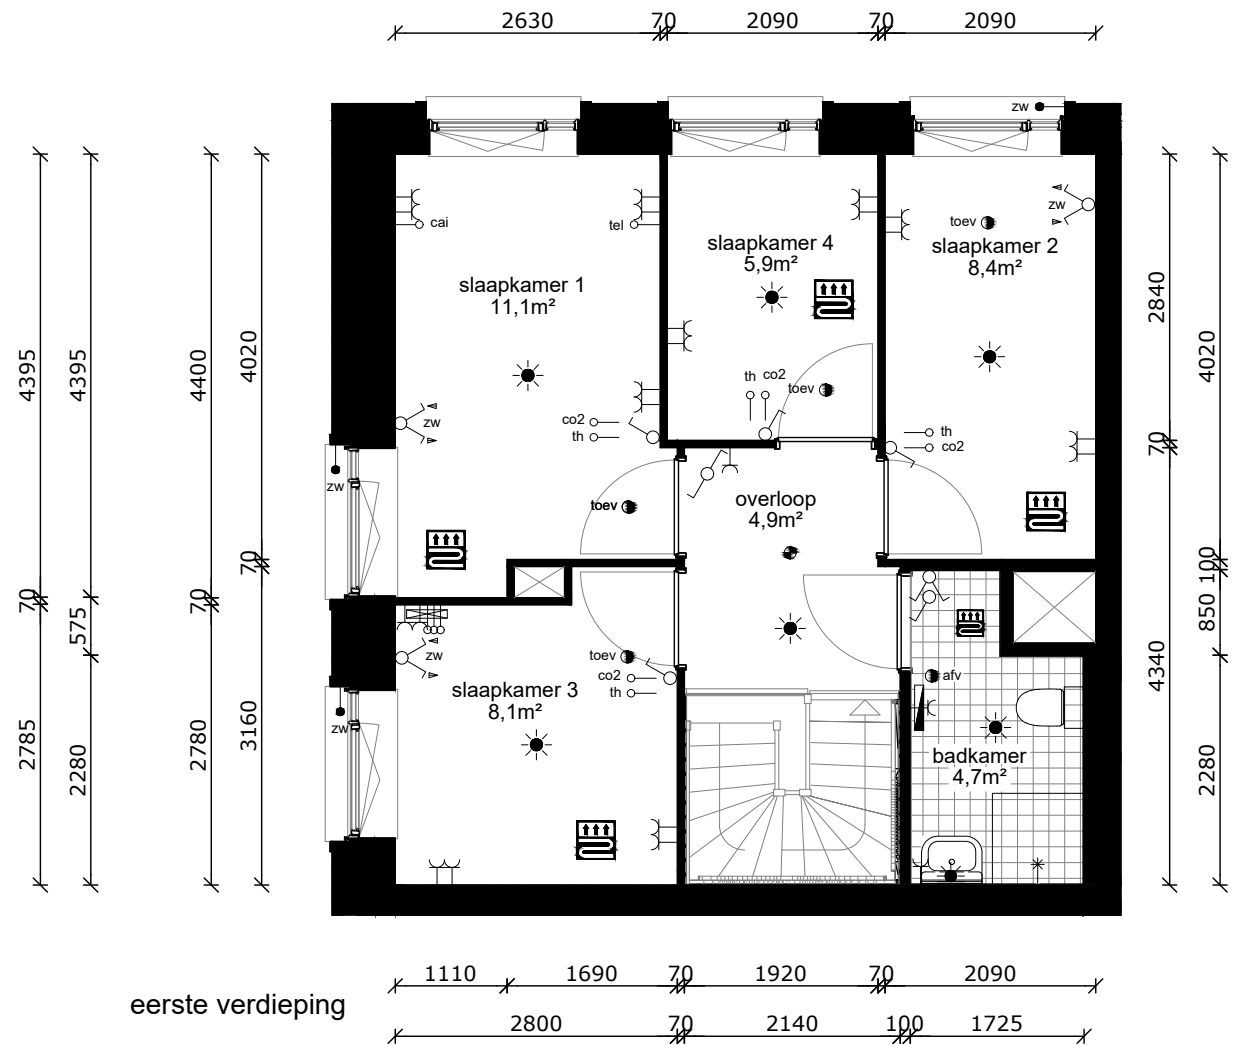 2630 70 2090 70 2090
zw
cai
tel
toev
zw
slaapkamer 1
11,1m²
slaapkamer 4
5,9m²
slaapkamer 2
8,4m²
4395
4395
4400
4020
2840
4020
th co2
toev
zw
co2
th
th
co2
zw
toev
overloop
4,9m²
70
70
70
70
100
575
850
zw
toev
co2
th
slaapkamer 3
8,1m²
zw
afv
badkamer
4,7m²
2785
2280
2780
3160
4340
2280
1110 1690 70 1920 70 2090
eerste verdieping
2800 70 2140 100 1725